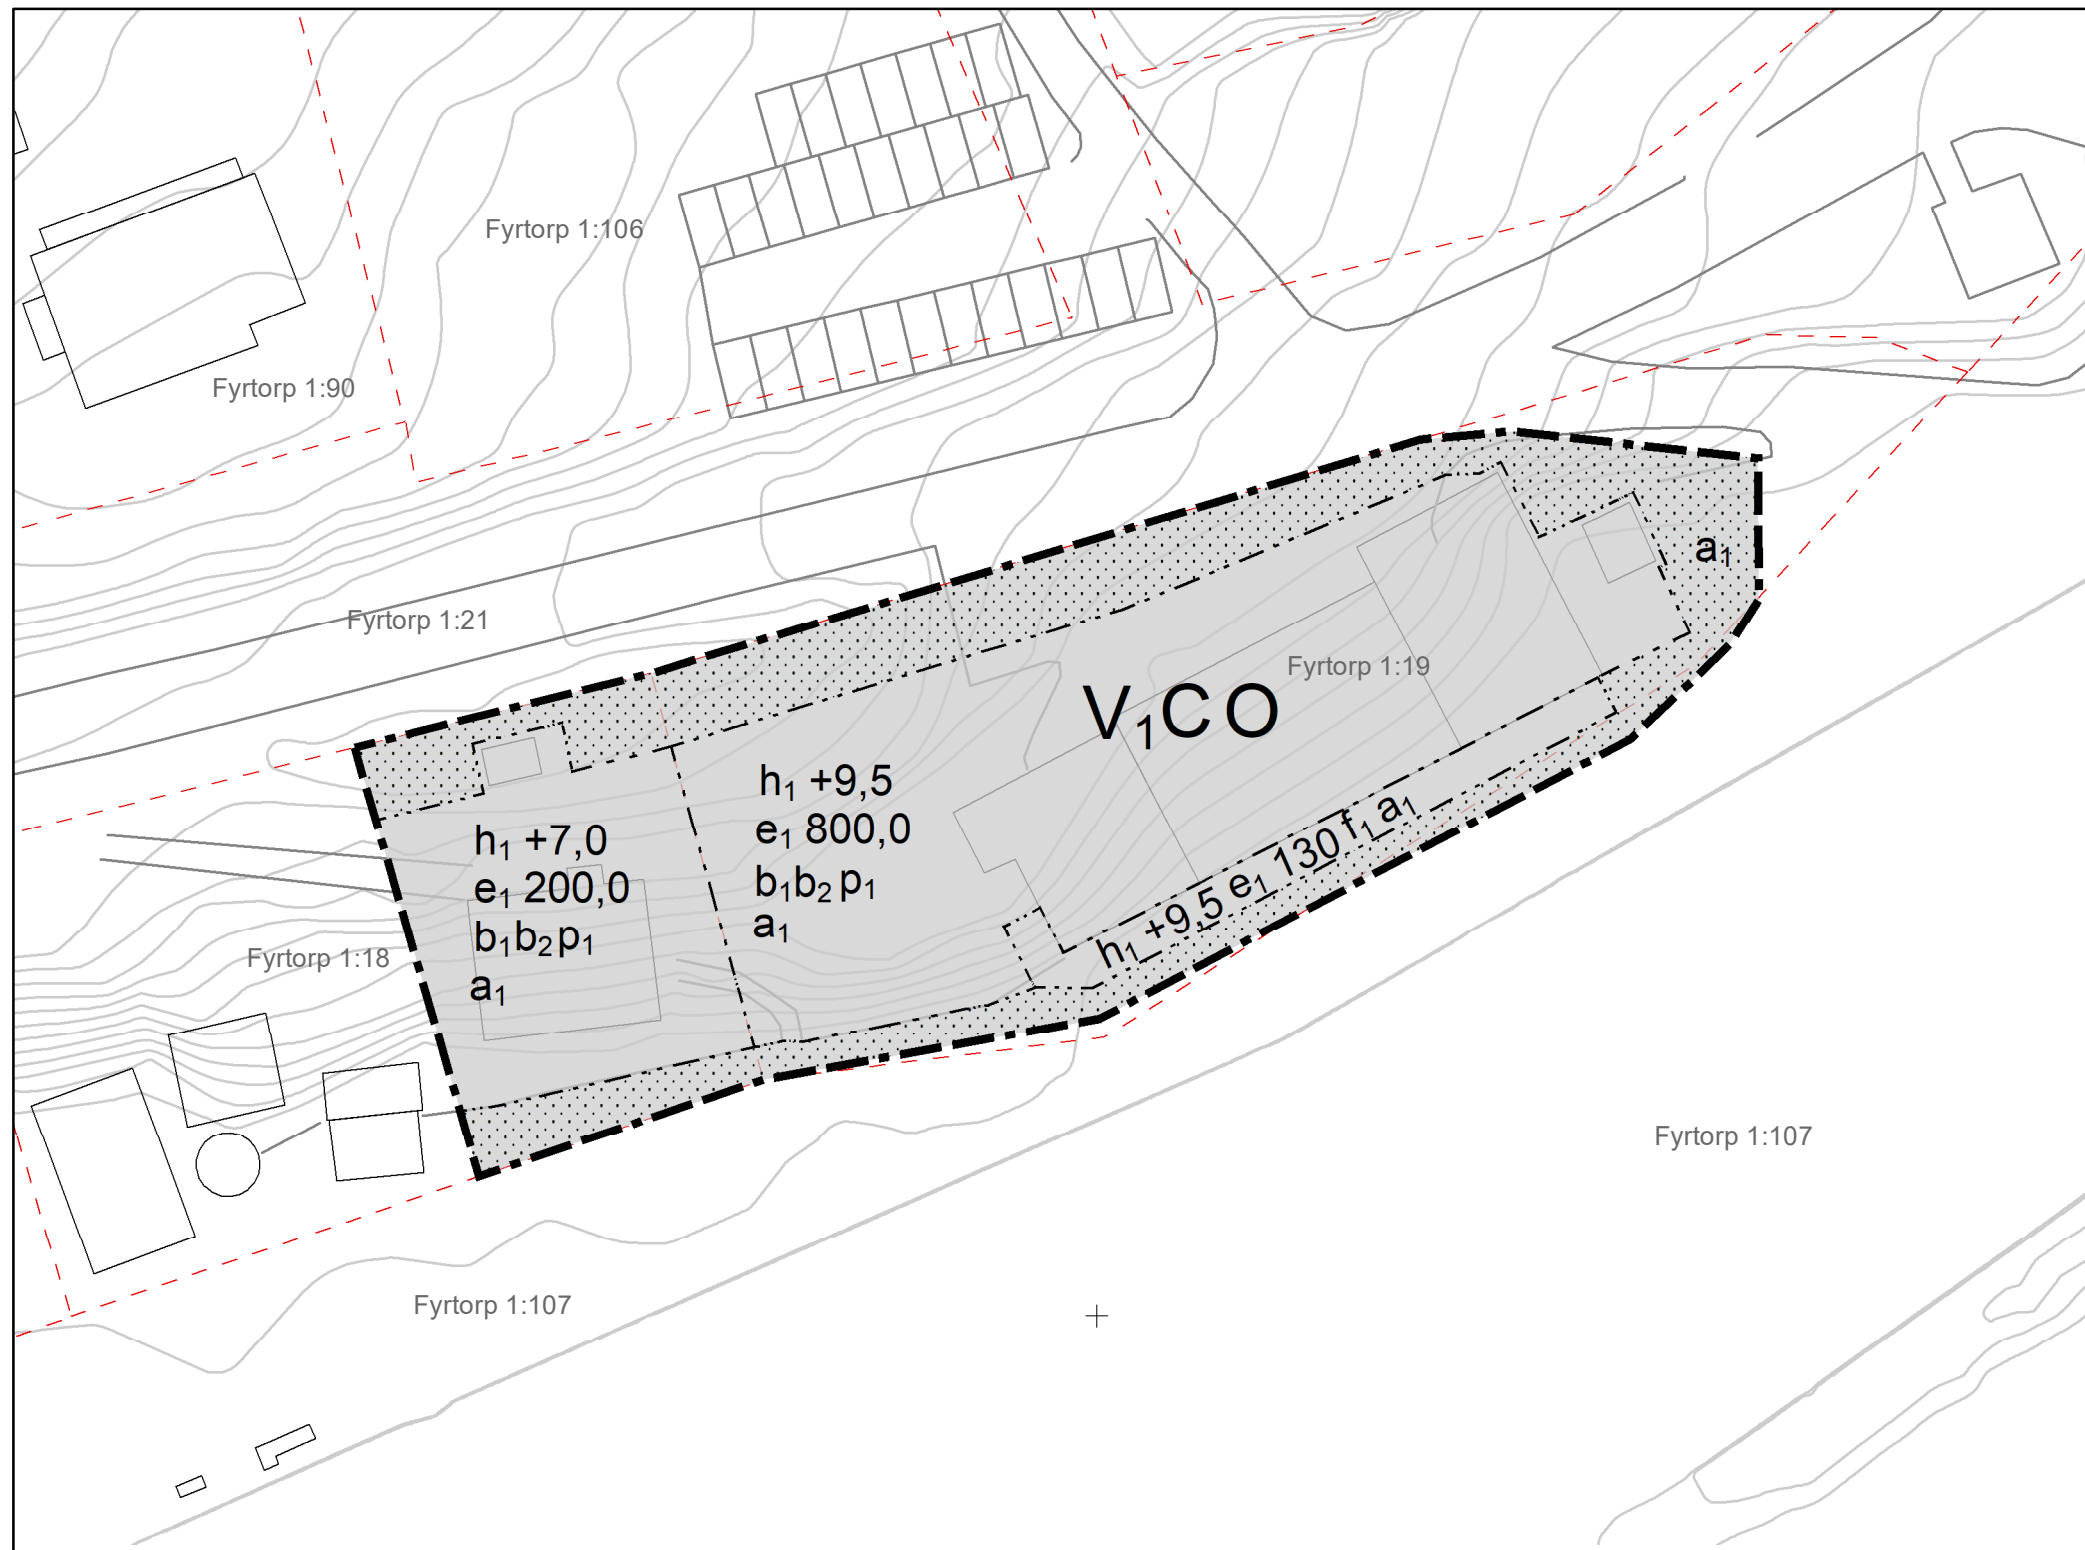 Fyrtorp 1:106
Fyrtorp 1:90
Fyrtorp 1:21
a₁
Fyrtorp 1:19
V₁CO
h₁ +9,5
e₁ 800,0
b₁b₂p₁
a₁
h₁ +7,0
e₁ 200,0
b₁b₂p₁
a₁
h₁ +9,5 e₁ 130 f₁ a₁
Fyrtorp 1:18
Fyrtorp 1:107
Fyrtorp 1:107